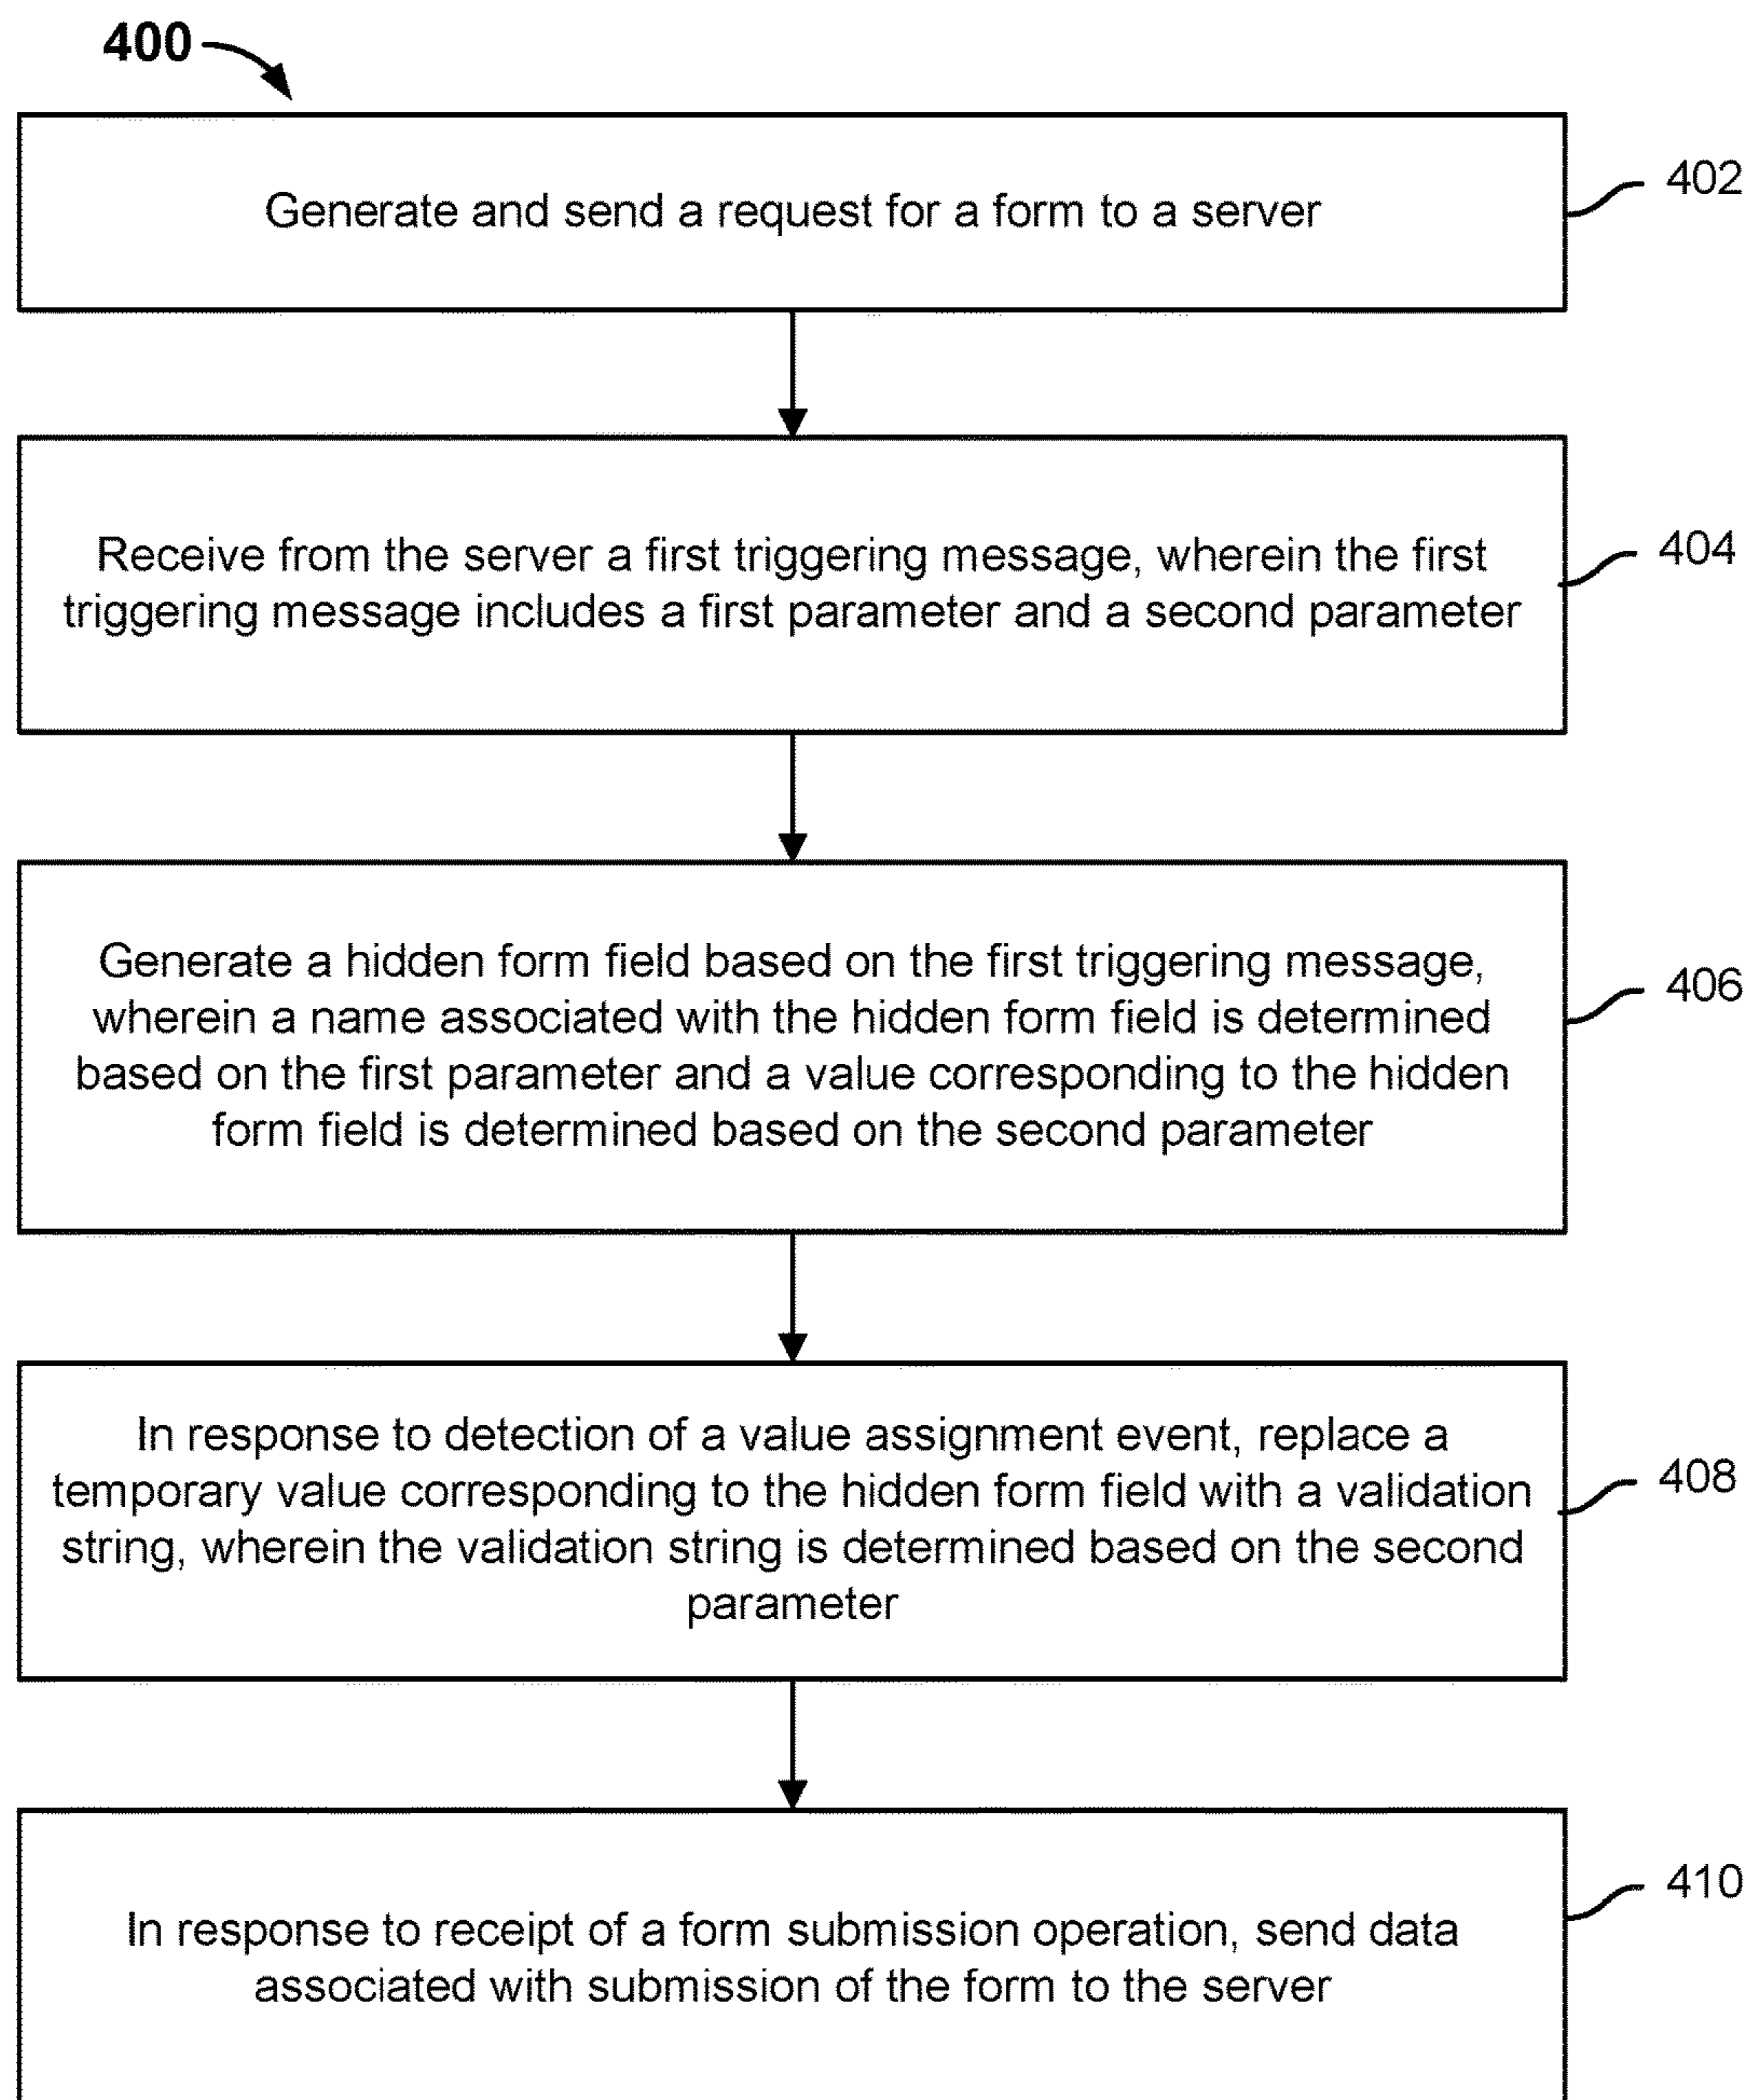 400
Generate and send a request for a form to a server
402
Receive from the server a first triggering message, wherein the first
triggering message includes a first parameter and a second parameter
404
Generate a hidden form field based on the first triggering message,
wherein a name associated with the hidden form field is determined
based on the first parameter and a value corresponding to the hidden
form field is determined based on the second parameter
406
In response to detection of a value assignment event, replace a
temporary value corresponding to the hidden form field with a validation
string, wherein the validation string is determined based on the second
parameter
408
In response to receipt of a form submission operation, send data
associated with submission of the form to the server
410